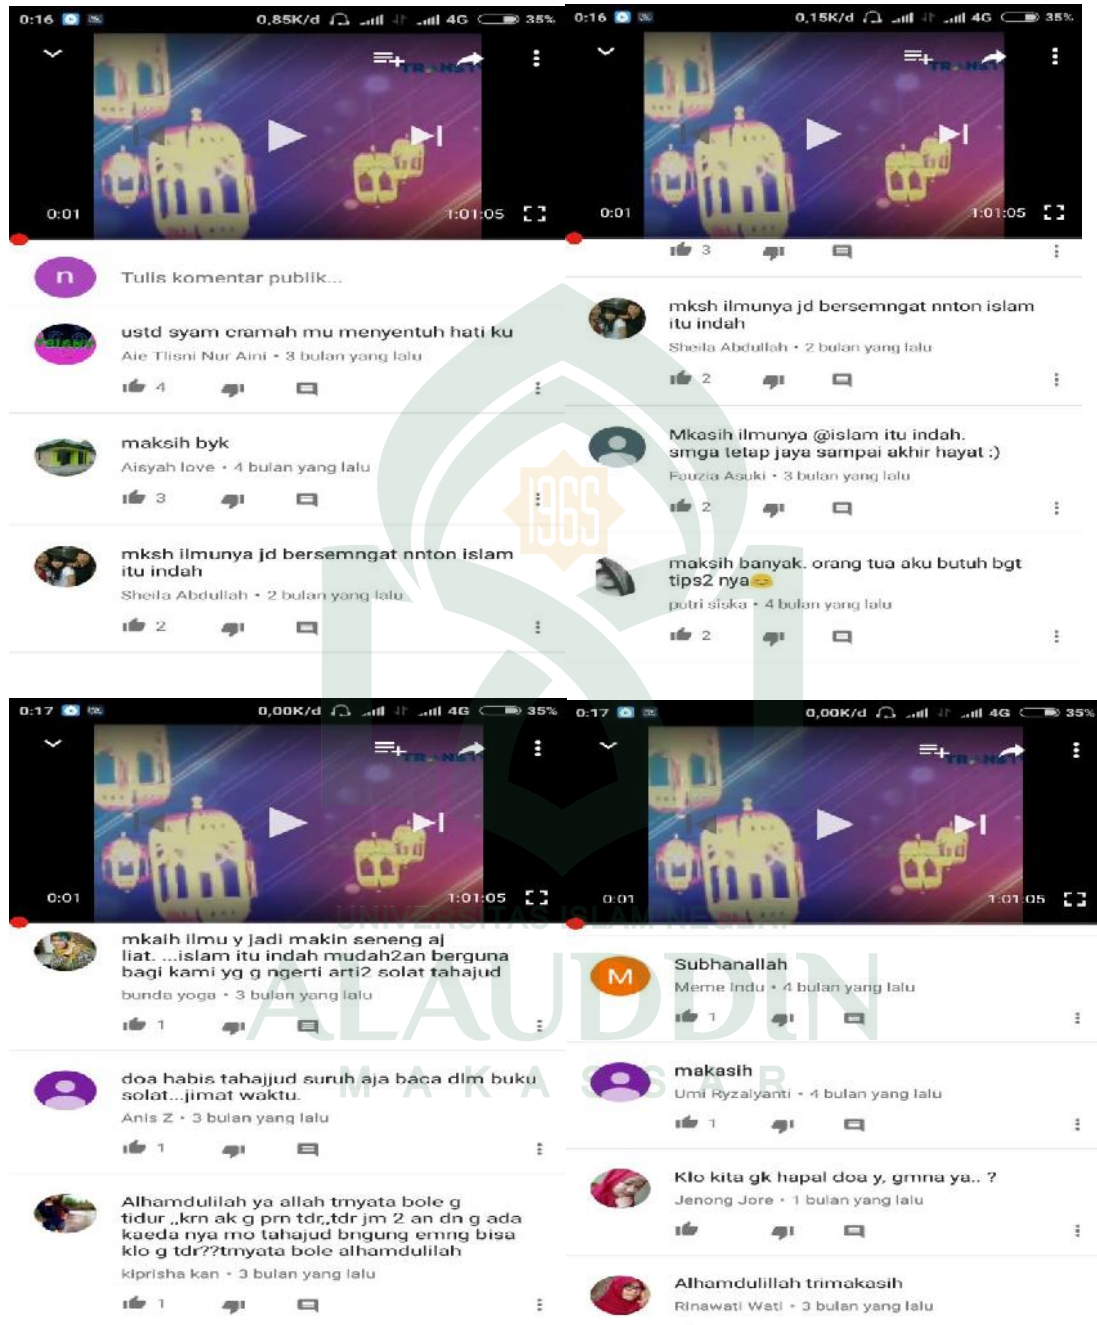 0:16 0,85K/d 4G 35%
TRANSTV
0:01 1:01:05
n Tulis komentar publik...
ustd syam cramah mu menyentuh hati ku
Aie Tlisni Nur Aini • 3 bulan yang lalu
4
maksih byk
Aisyah love • 4 bulan yang lalu
3
mksh ilmunya jd bersemngat nnton islam
itu indah
Sheila Abdullah • 2 bulan yang lalu
2
0:16 0,15K/d 4G 35%
TRANSTV
0:01 1:01:05
3
mksh ilmunya jd bersemngat nnton islam
itu indah
Sheila Abdullah • 2 bulan yang lalu
2
Mkasih ilmunya @islam itu indah.
smga tetap jaya sampai akhir hayat :)
Fauzia Asuki • 3 bulan yang lalu
2
maksih banyak. orang tua aku butuh bgt
tips2 nya😊
putri siska • 4 bulan yang lalu
2
1965
0:17 0,00K/d 4G 35%
TRANSTV
0:01 1:01:05
mkaih ilmu y jadi makin seneng aj
liat. ...islam itu indah mudah2an berguna
bagi kami yg g ngerti arti2 solat tahajud
bunda yoga • 3 bulan yang lalu
1
doa habis tahajjud suruh aja baca dlm buku
solat...jimat waktu.
Anis Z • 3 bulan yang lalu
1
Alhamdulilah ya allah trnyata bole g
tidur ,,krn ak g prn tdr,,tdr jm 2 an dn g ada
kaeda nya mo tahajud bngung emng bisa
klo g tdr??trnyata bole alhamdulilah
kiprisha kan • 3 bulan yang lalu
1
0:17 0,00K/d 4G 35%
TRANSTV
0:01 1:01:05
M Subhanallah
Meme Indu • 4 bulan yang lalu
1
makasih
Umi Ryzalyanti • 4 bulan yang lalu
1
Klo kita gk hapal doa y, gmna ya.. ?
Jenong Jore • 1 bulan yang lalu
Alhamdulillah trimakasih
Rinawati Wati • 3 bulan yang lalu
UNIVERSITAS ISLAM NEGERI
ALAUDDIN
MAKASSAR